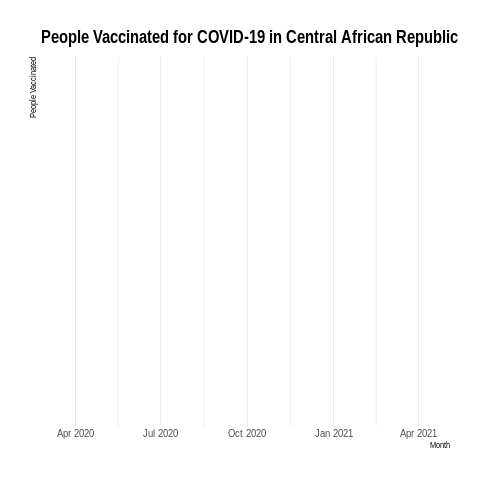 People Vaccinated for COVID-19 in Central African Republic
People Vaccinated
Apr 2020 Jul 2020 Oct 2020 Jan 2021 Apr 2021
Month